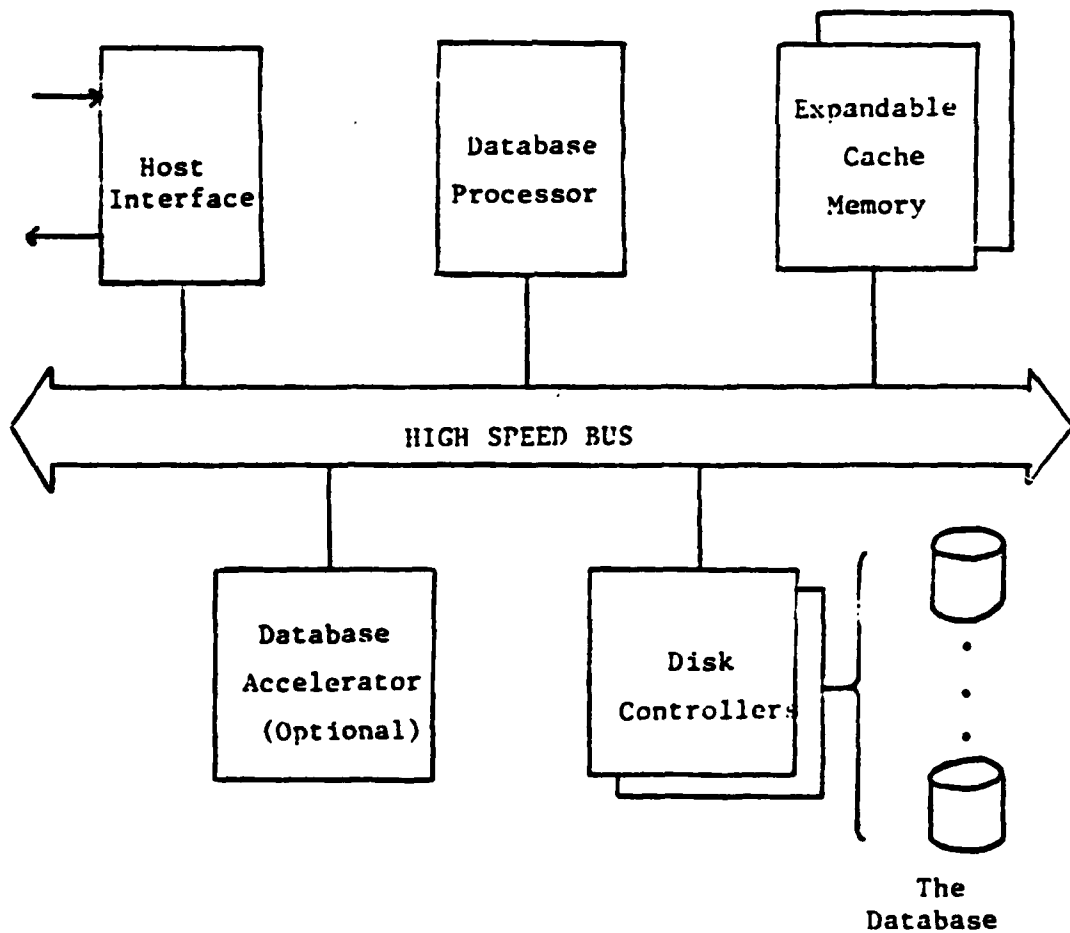 Host
Interface
Database
Processor
Expandable
Cache
Memory
HIGH SPEED BUS
Database
Accelerator
(Optional)
Disk
Controllers
The
Database